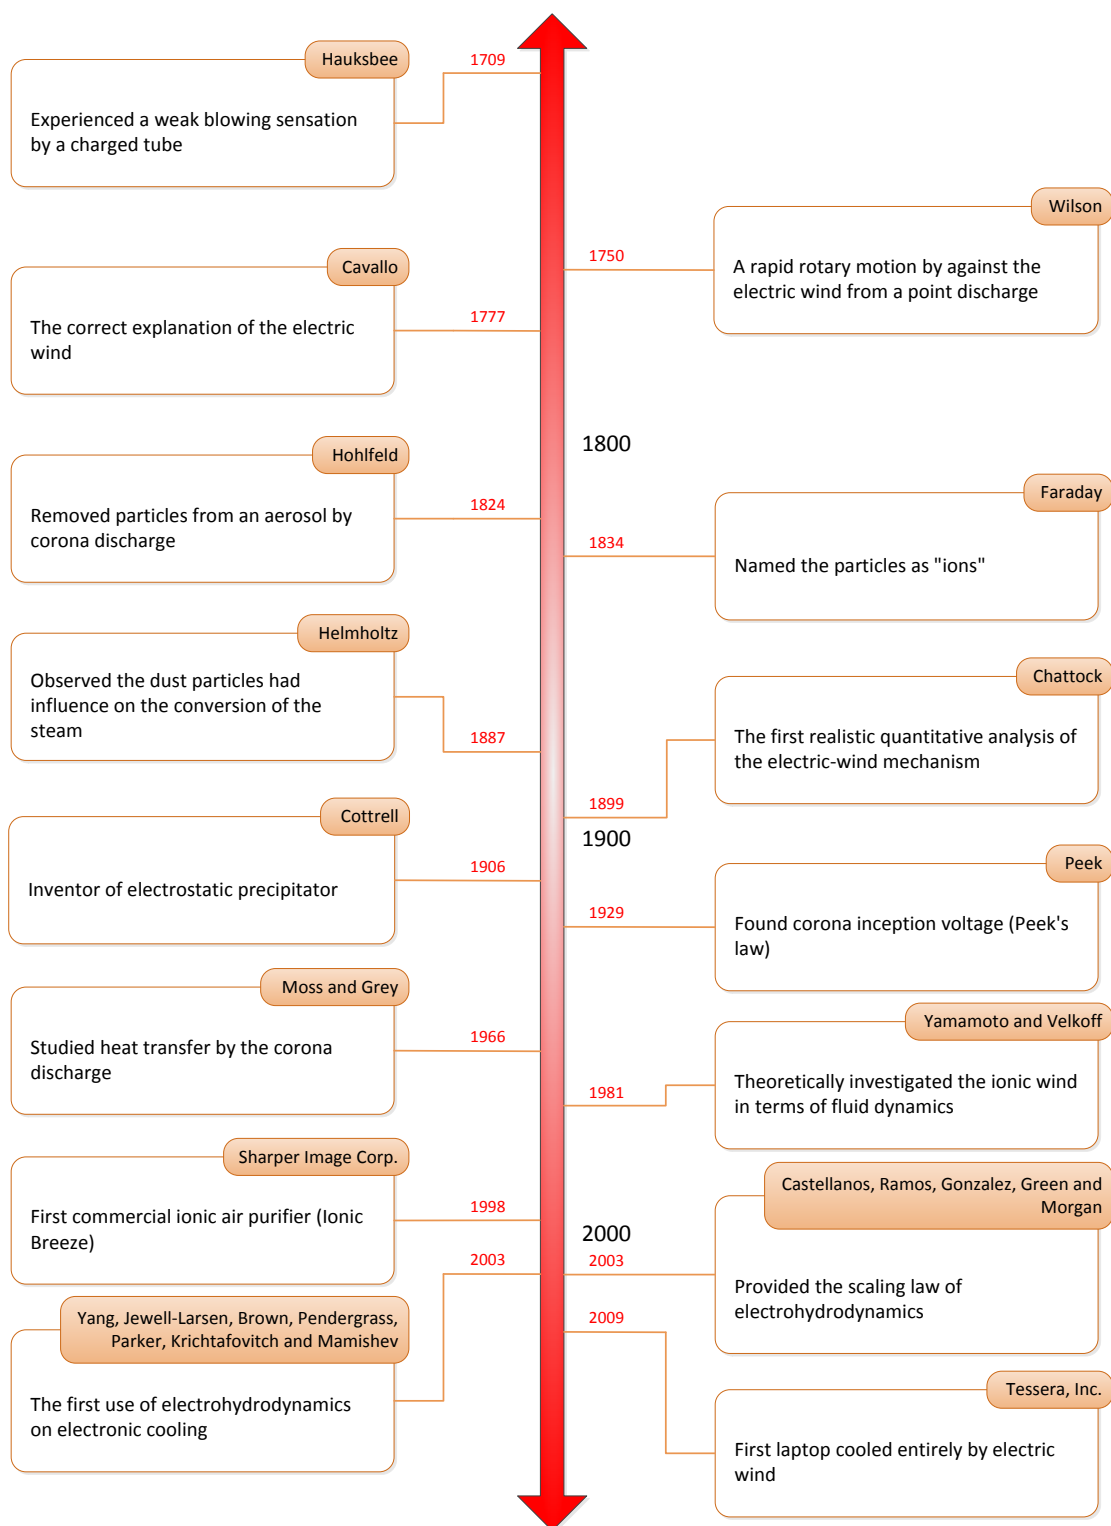 Hauksbee
1709
Experienced a weak blowing sensation
by a charged tube
Wilson
1750
A rapid rotary motion by against the
electric wind from a point discharge
Cavallo
1777
The correct explanation of the electric
wind
1800
Hohlfeld
1824
Removed particles from an aerosol by
corona discharge
Faraday
1834
Named the particles as "ions"
Helmholtz
1887
Observed the dust particles had
influence on the conversion of the
steam
Chattock
1899
The first realistic quantitative analysis of
the electric-wind mechanism
1900
Cottrell
1906
Inventor of electrostatic precipitator
Peek
1929
Found corona inception voltage (Peek's
law)
Moss and Grey
1966
Studied heat transfer by the corona
discharge
Yamamoto and Velkoff
1981
Theoretically investigated the ionic wind
in terms of fluid dynamics
Sharper Image Corp.
1998
First commercial ionic air purifier (Ionic
Breeze)
2000
Castellanos, Ramos, Gonzalez, Green and
Morgan
2003
Provided the scaling law of
electrohydrodynamics
2003
Yang, Jewell-Larsen, Brown, Pendergrass,
Parker, Krichtafovitch and Mamishev
The first use of electrohydrodynamics
on electronic cooling
2009
Tessera, Inc.
First laptop cooled entirely by electric
wind